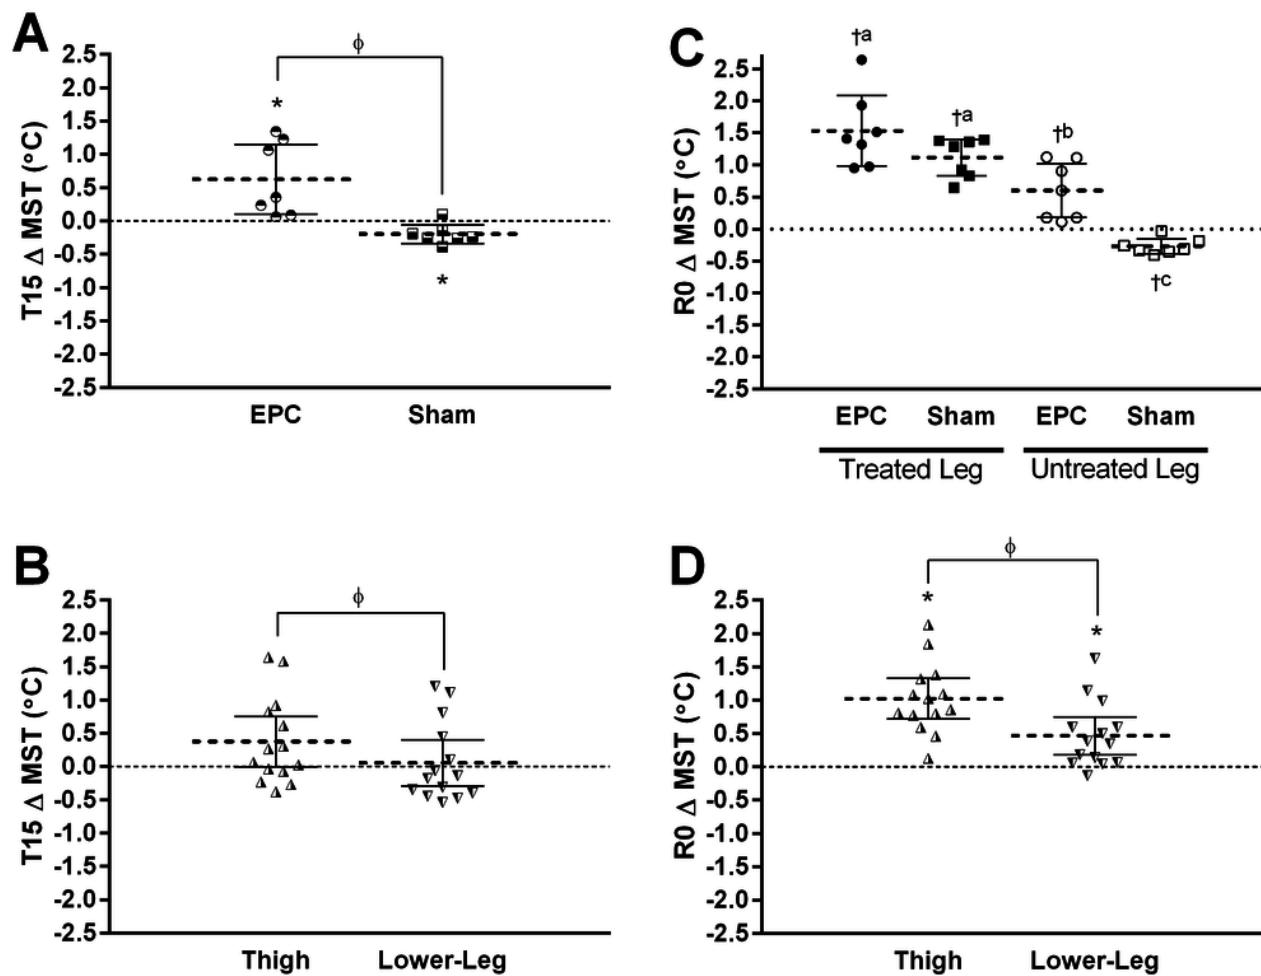 A
T15 Δ MST (°C)
2.5
2.0
1.5
1.0
0.5
0.0
-0.5
-1.0
-1.5
-2.0
-2.5
ϕ
*
*
EPC Sham
C
R0 Δ MST (°C)
2.5
2.0
1.5
1.0
0.5
0.0
-0.5
-1.0
-1.5
-2.0
-2.5
†a
†a
†b
†c
EPC Sham EPC Sham
Treated Leg Untreated Leg
B
T15 Δ MST (°C)
2.5
2.0
1.5
1.0
0.5
0.0
-0.5
-1.0
-1.5
-2.0
-2.5
ϕ
Thigh Lower-Leg
D
R0 Δ MST (°C)
2.5
2.0
1.5
1.0
0.5
0.0
-0.5
-1.0
-1.5
-2.0
-2.5
ϕ
*
*
Thigh Lower-Leg